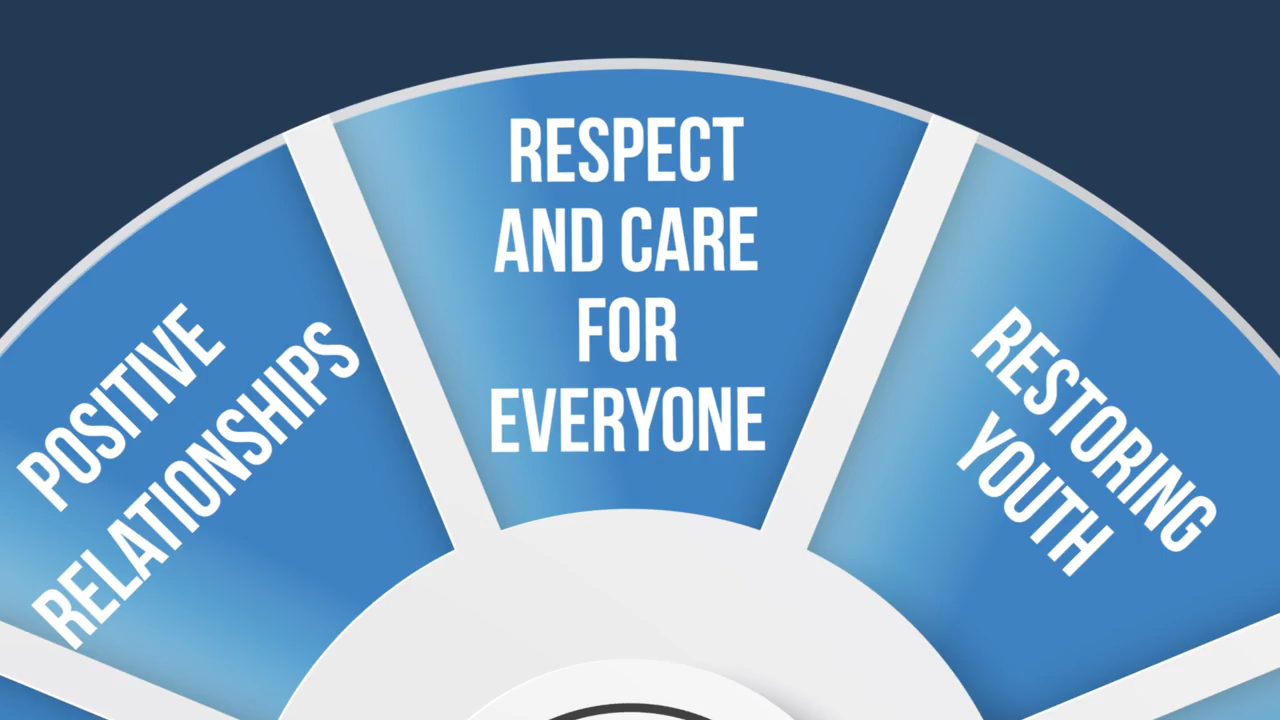 POSITIVE
RELATIONSHIPS
RESPECT
AND CARE
FOR
EVERYONE
RESTORING
YOUTH